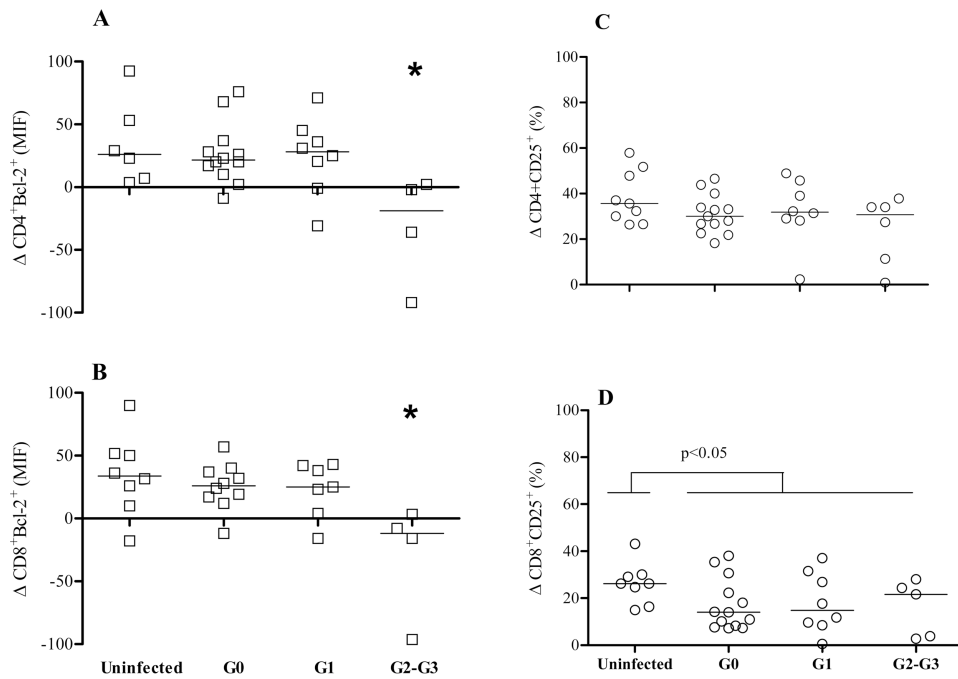 A
Δ CD4⁺Bcl-2⁺ (MIF)
100
50
0
-50
-100
*
B
Δ CD8⁺Bcl-2⁺ (MIF)
100
50
0
-50
-100
*
Uninfected G0 G1 G2-G3
C
Δ CD4+CD25⁺ (%)
100
80
60
40
20
0
D
Δ CD8⁺CD25⁺ (%)
100
80
60
40
20
0
p<0.05
Uninfected G0 G1 G2-G3